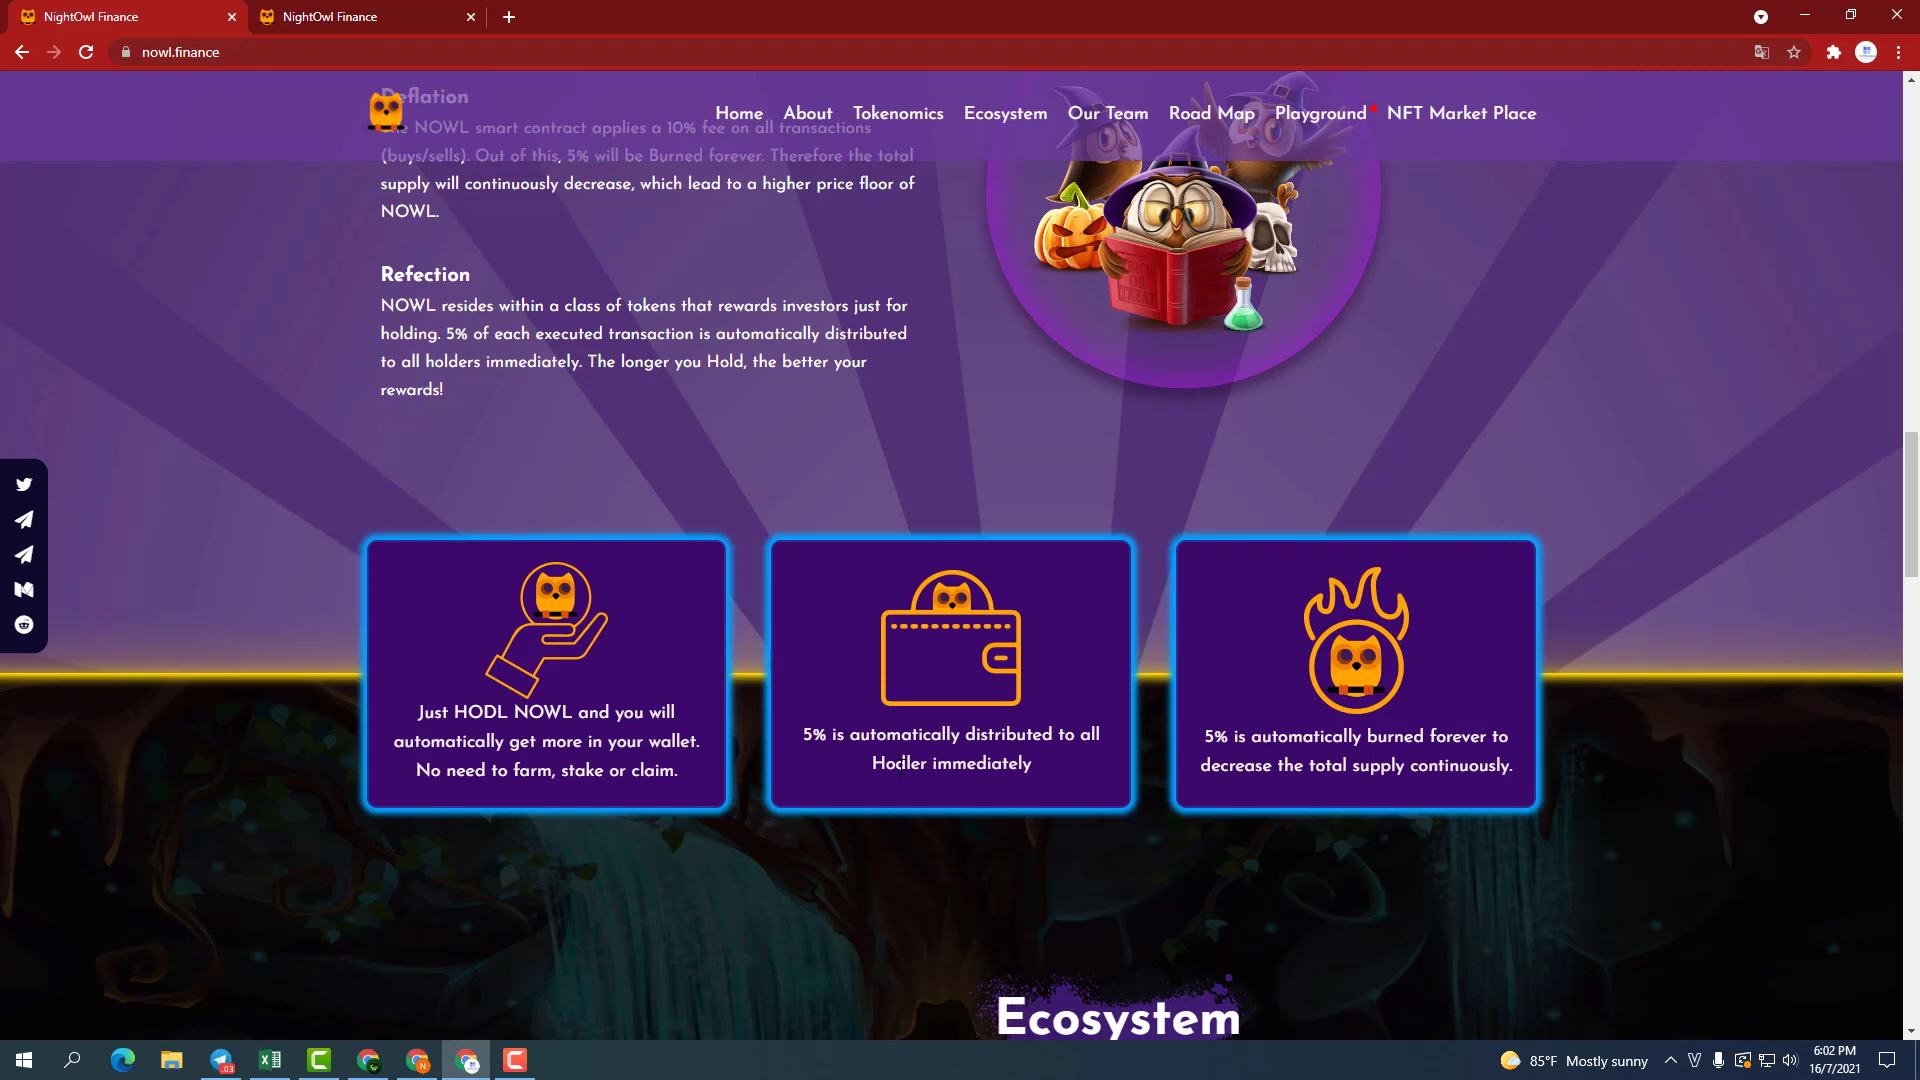 NightOwl Finance
NightOwl Finance
nowl.finance
Home About Tokenomics Ecosystem Our Team Road Map Playground NFT Market Place
Deflation
The NOWL smart contract applies a 10% fee on all transactions
(buys/sells). Out of this, 5% will be Burned forever. Therefore the total
supply will continuously decrease, which lead to a higher price floor of
NOWL.
Refection
NOWL resides within a class of tokens that rewards investors just for
holding. 5% of each executed transaction is automatically distributed
to all holders immediately. The longer you Hold, the better your
rewards!
Just HODL NOWL and you will
automatically get more in your wallet.
No need to farm, stake or claim.
5% is automatically distributed to all
Hodler immediately
5% is automatically burned forever to
decrease the total supply continuously.
Ecosystem
.03
85°F Mostly sunny
6:02 PM
16/7/2021